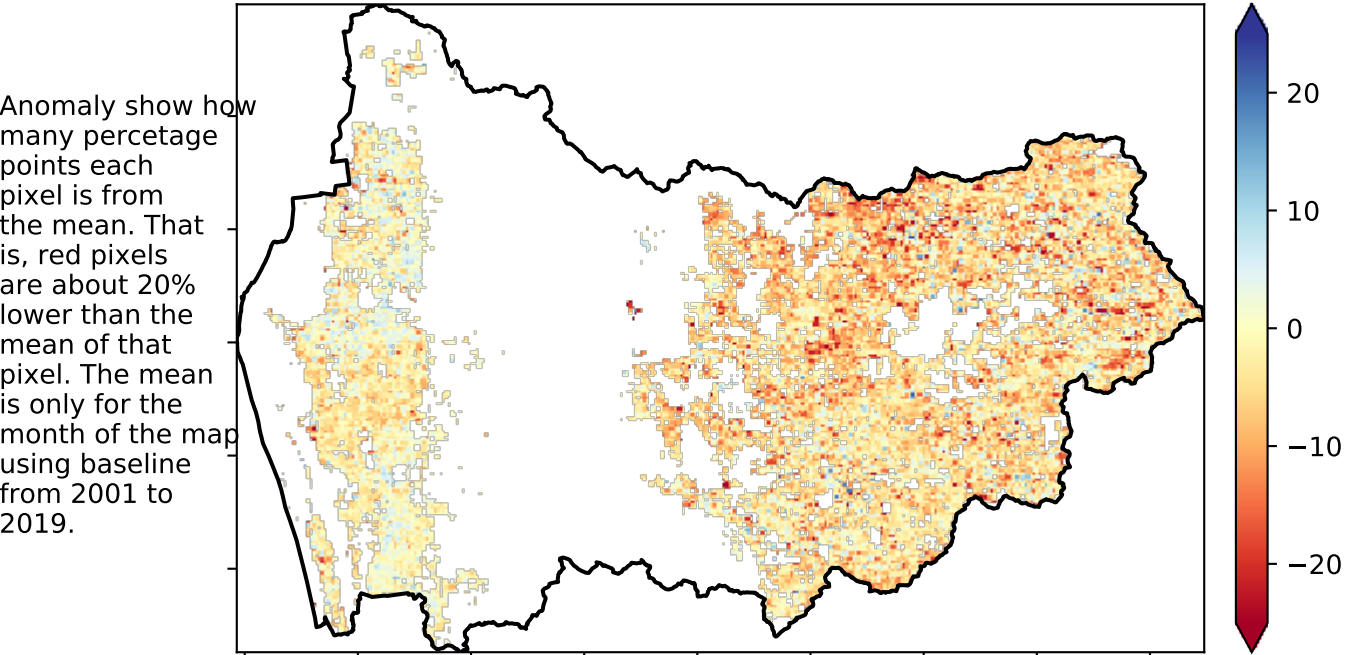 Anomaly show how
many percetage
points each
pixel is from
the mean. That
is, red pixels
are about 20%
lower than the
mean of that
pixel. The mean
is only for the
month of the map
using baseline
from 2001 to
2019.
20
10
0
−10
−20